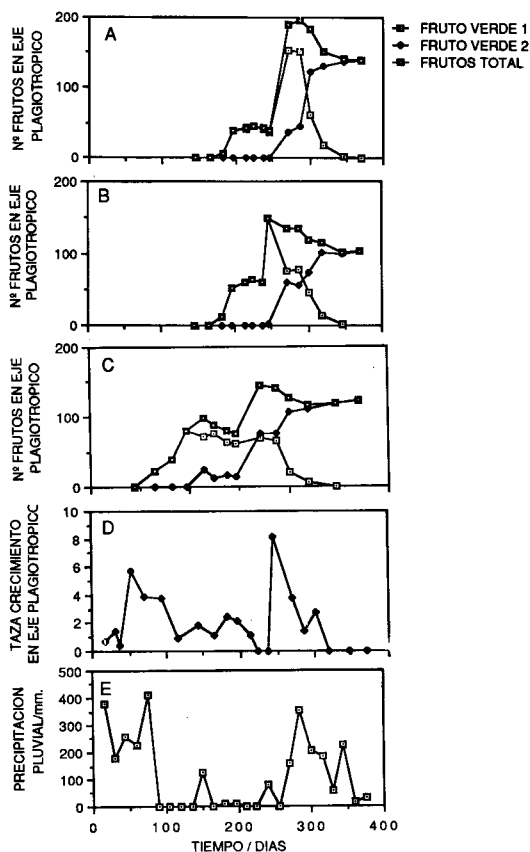 A
FRUTO VERDE 1
FRUTO VERDE 2
FRUTOS TOTAL
Nº FRUTOS EN EJE
PLAGIOTROPICO
200
100
0
B
Nº FRUTOS EN EJE
PLAGIOTROPICO
200
100
0
C
Nº FRUTOS EN EJE
PLAGIOTROPICO
200
100
0
D
TAZA CRECIMIENTO
EN EJE PLAGIOTROPICO
10
8
6
4
2
0
E
PRECIPITACION
PLUVIAL/mm.
500
400
300
200
100
0
0 100 200 300 400
TIEMPO / DIAS